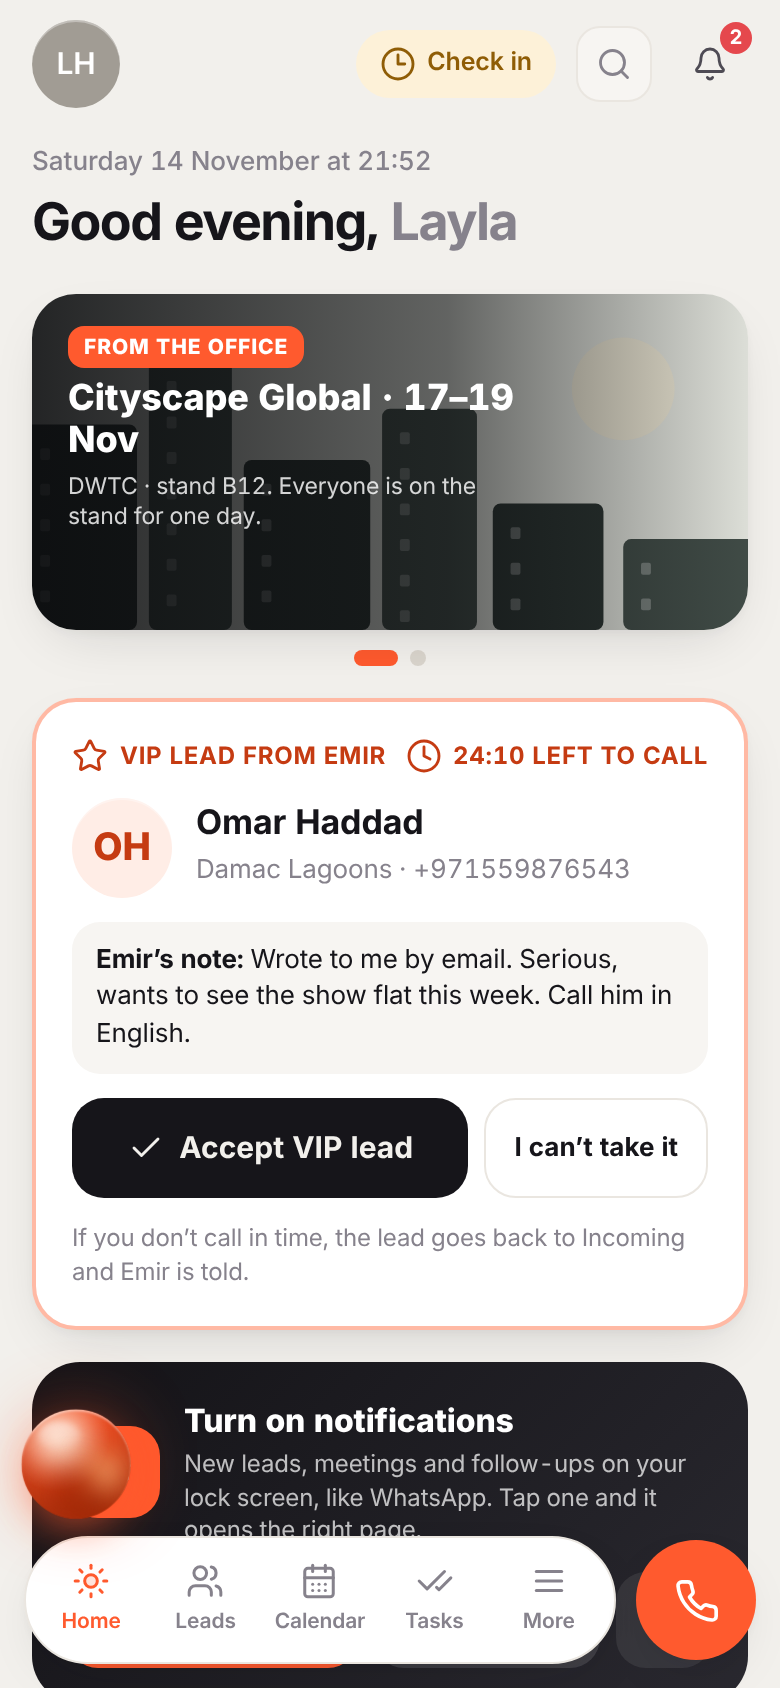 LH
Check in
2
Saturday 14 November at 21:52
Good evening, Layla
FROM THE OFFICE
Cityscape Global · 17–19
Nov
DWTC · stand B12. Everyone is on the
stand for one day.
VIP LEAD FROM EMIR
24:10 LEFT TO CALL
OH
Omar Haddad
Damac Lagoons · +971559876543
Emir’s note: Wrote to me by email. Serious,
wants to see the show flat this week. Call him in
English.
Accept VIP lead
I can’t take it
If you don’t call in time, the lead goes back to Incoming
and Emir is told.
Turn on notifications
New leads, meetings and follow-ups on your
lock screen, like WhatsApp. Tap one and it
opens the right page.
Home
Leads
Calendar
Tasks
More